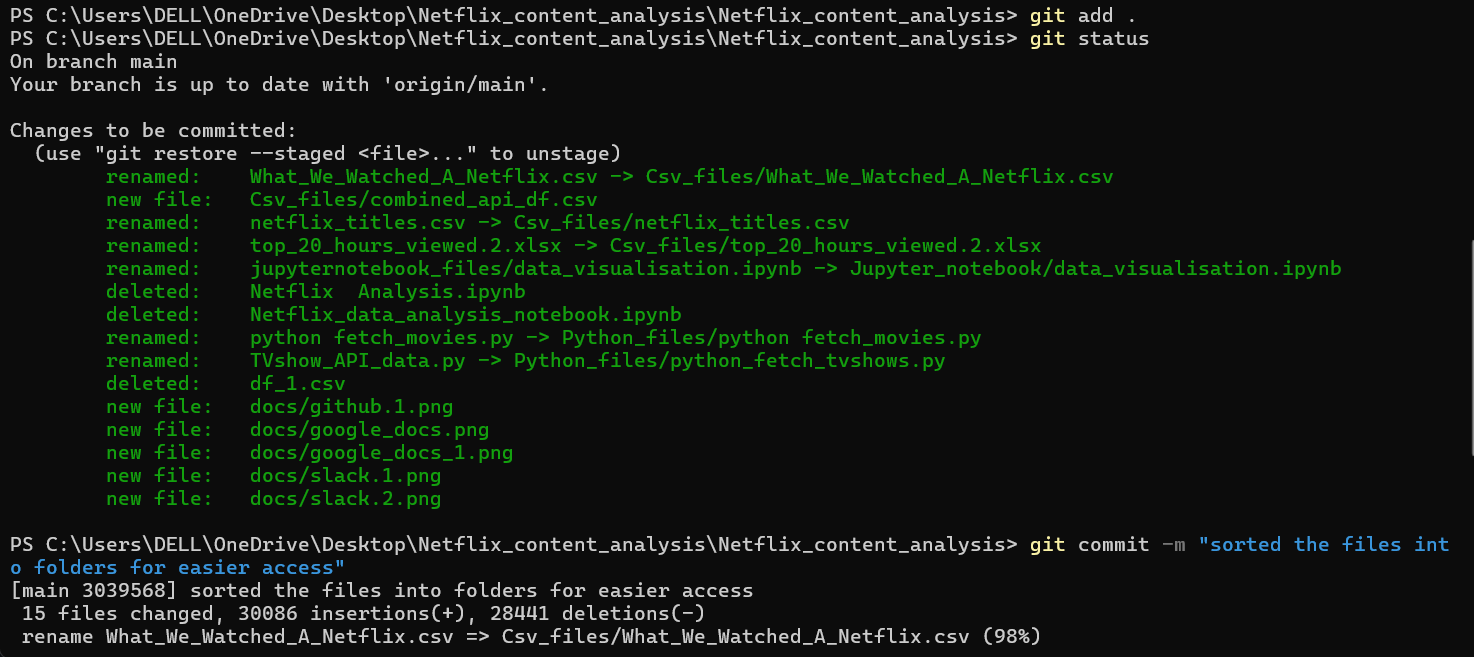 PS C:\Users\DELL\OneDrive\Desktop\Netflix_content_analysis\Netflix_content_analysis> git add .
PS C:\Users\DELL\OneDrive\Desktop\Netflix_content_analysis\Netflix_content_analysis> git status
On branch main
Your branch is up to date with 'origin/main'.

Changes to be committed:
  (use "git restore --staged <file>..." to unstage)
        renamed:    What_We_Watched_A_Netflix.csv -> Csv_files/What_We_Watched_A_Netflix.csv
        new file:   Csv_files/combined_api_df.csv
        renamed:    netflix_titles.csv -> Csv_files/netflix_titles.csv
        renamed:    top_20_hours_viewed.2.xlsx -> Csv_files/top_20_hours_viewed.2.xlsx
        renamed:    jupyternotebook_files/data_visualisation.ipynb -> Jupyter_notebook/data_visualisation.ipynb
        deleted:    Netflix  Analysis.ipynb
        deleted:    Netflix_data_analysis_notebook.ipynb
        renamed:    python fetch_movies.py -> Python_files/python fetch_movies.py
        renamed:    TVshow_API_data.py -> Python_files/python_fetch_tvshows.py
        deleted:    df_1.csv
        new file:   docs/github.1.png
        new file:   docs/google_docs.png
        new file:   docs/google_docs_1.png
        new file:   docs/slack.1.png
        new file:   docs/slack.2.png

PS C:\Users\DELL\OneDrive\Desktop\Netflix_content_analysis\Netflix_content_analysis> git commit -m "sorted the files int
o folders for easier access"
[main 3039568] sorted the files into folders for easier access
 15 files changed, 30086 insertions(+), 28441 deletions(-)
 rename What_We_Watched_A_Netflix.csv => Csv_files/What_We_Watched_A_Netflix.csv (98%)